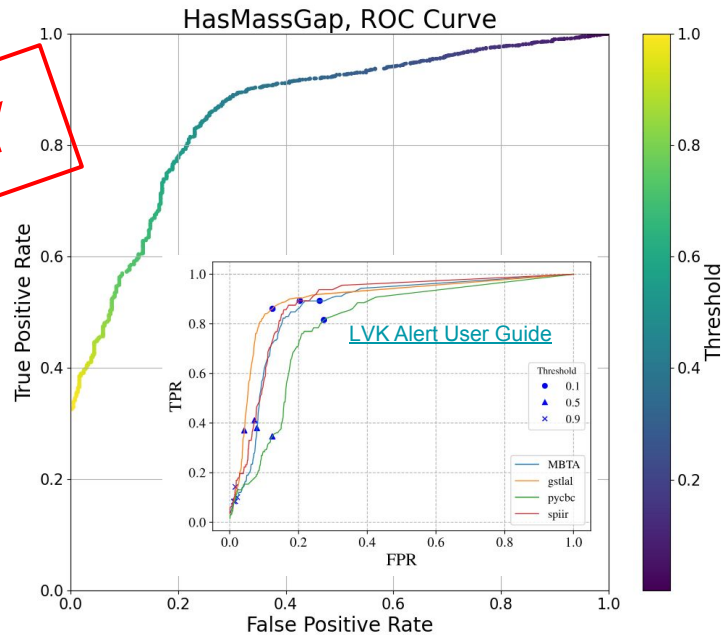 HasMassGap, ROC Curve
1.0
0.8
0.6
0.4
0.2
0.0
True Positive Rate
0.0
0.2
0.4
0.6
0.8
1.0
False Positive Rate
1.0
0.8
0.6
0.4
0.2
Threshold
1.0
0.8
0.6
0.4
0.2
0.0
TPR
LVK Alert User Guide
Threshold
0.1
0.5
0.9
MBTA
gstlal
pycbc
spiir
0.0
0.2
0.4
0.6
0.8
1.0
FPR